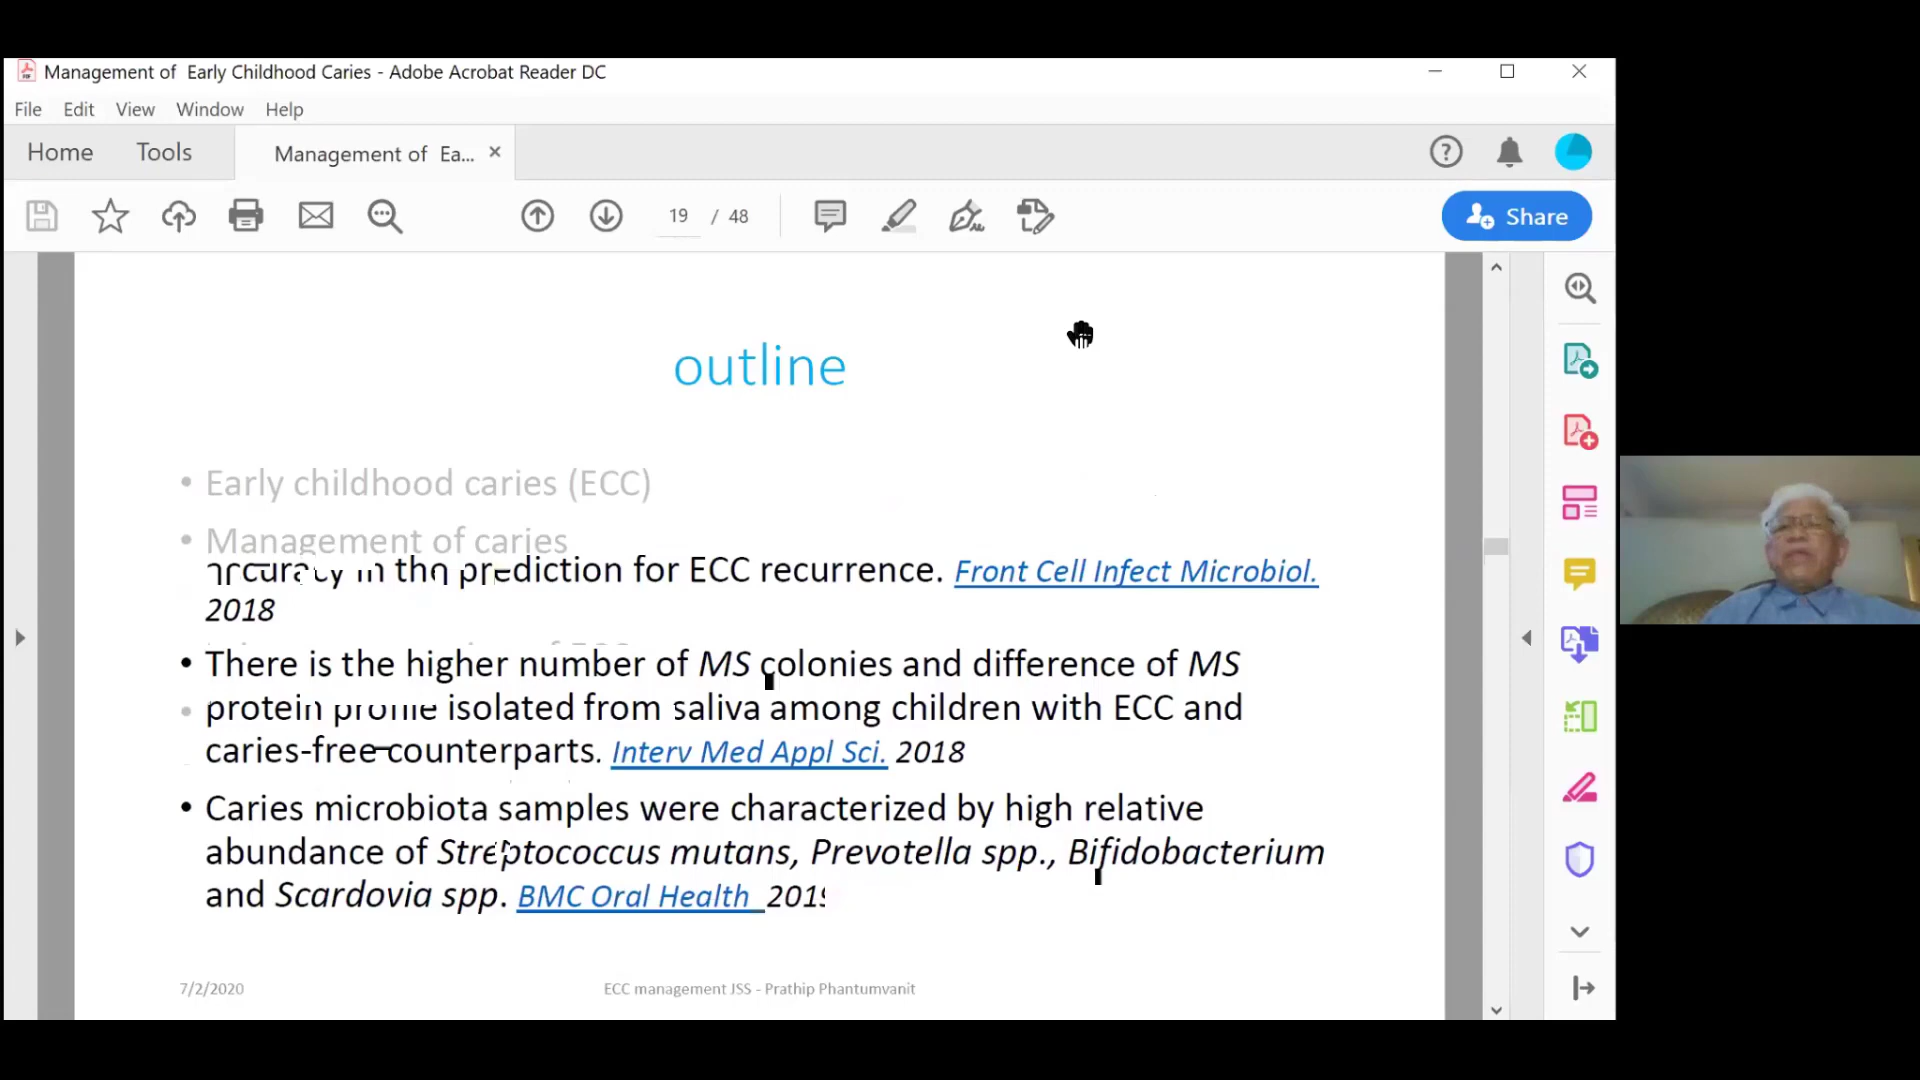 Management of Early Childhood Caries - Adobe Acrobat Reader DC
File Edit View Window Help
Home Tools Management of Ea...
19 / 48
Share
outline
• Early childhood caries (ECC)
• Management of caries
accuracy in the prediction for ECC recurrence. Front Cell Infect Microbiol.
2018
• There is the higher number of MS colonies and difference of MS
protein profile isolated from saliva among children with ECC and
caries-free counterparts. Interv Med Appl Sci. 2018
• Caries microbiota samples were characterized by high relative
abundance of Streptococcus mutans, Prevotella spp., Bifidobacterium
and Scardovia spp. BMC Oral Health 2019
7/2/2020
ECC management JSS - Prathip Phantumvanit